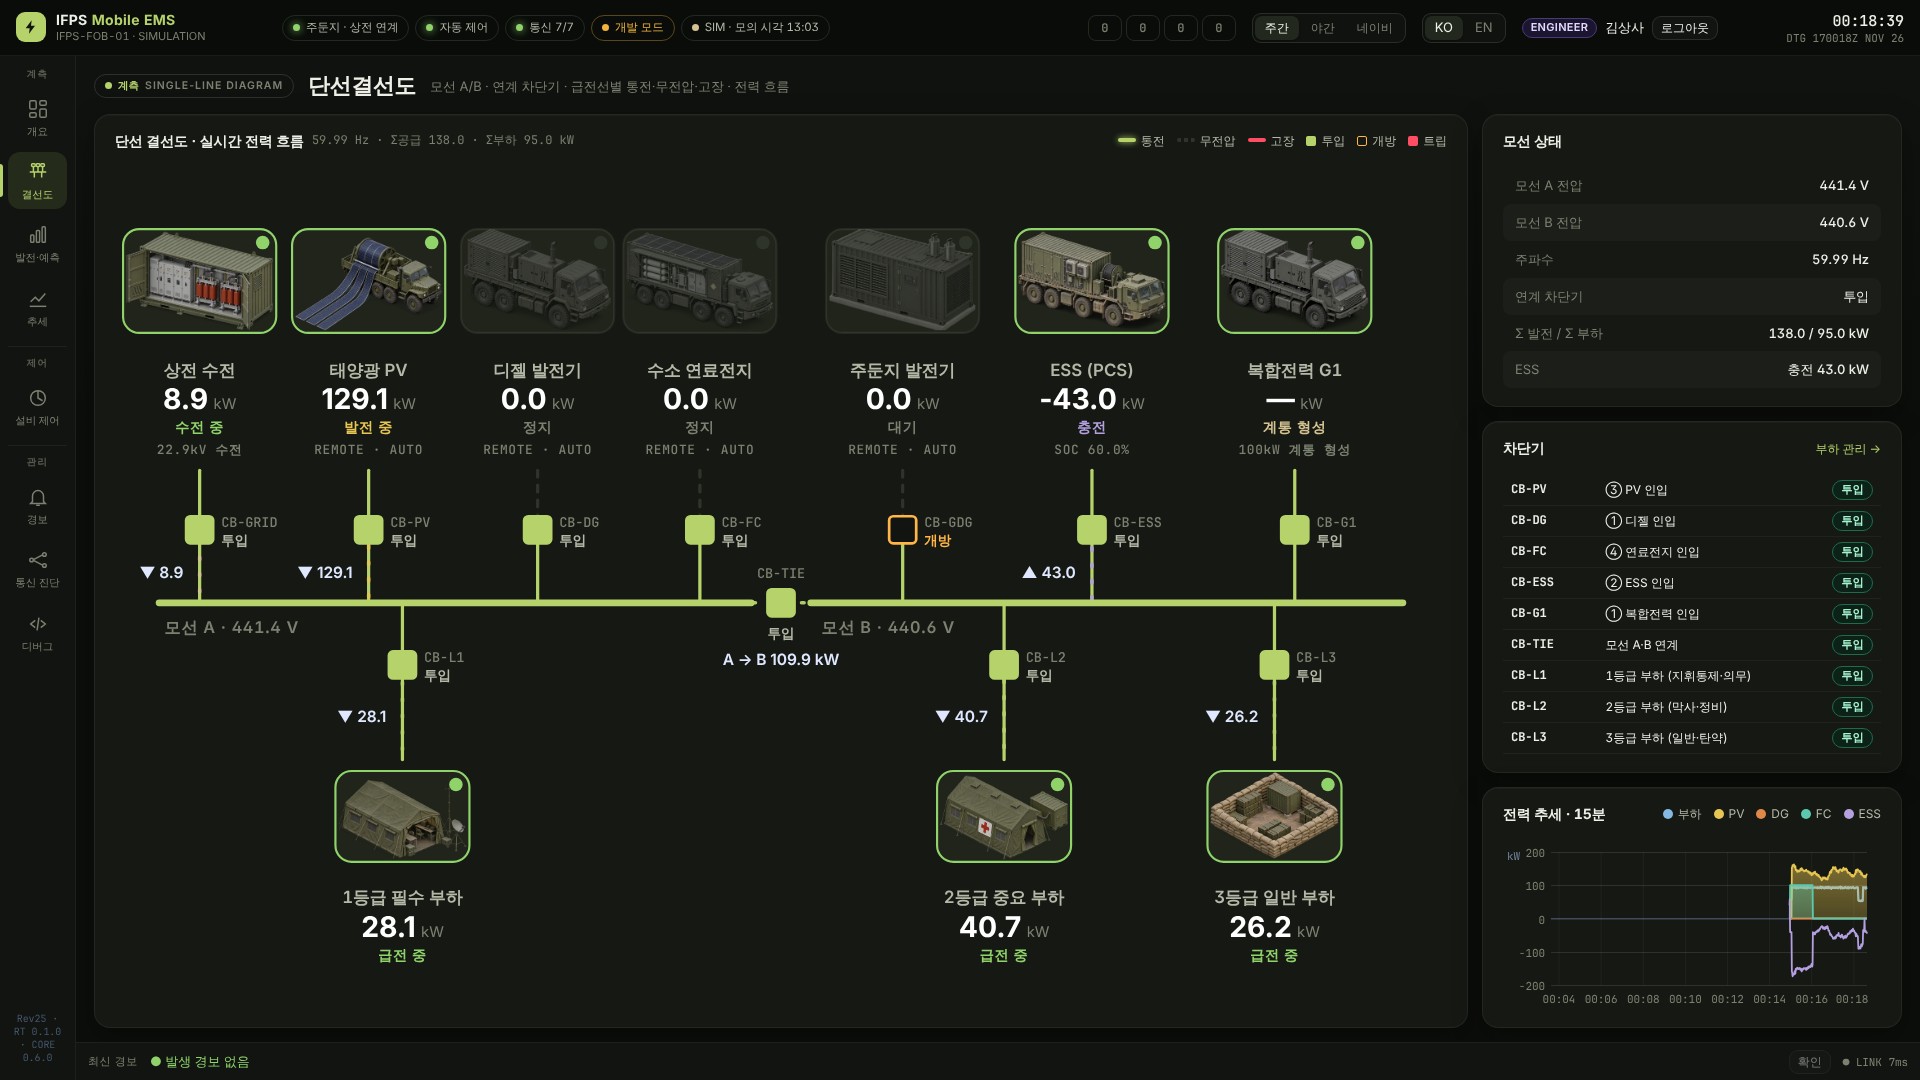 IFPS Mobile EMS
IFPS-FOB-01 · SIMULATION
주둔지 · 상전 연계
자동 제어
통신 7/7
개발 모드
SIM · 모의 시각 13:03
0 0 0 0
주간 야간 네이비
KO EN
ENGINEER 김상사 로그아웃
00:18:39
DTG 170018Z NOV 26
계측
개요
결선도
발전·예측
추세
제어
설비 제어
관리
경보
통신 진단
디버그
Rev25 ·
RT 0.1.0
· CORE
0.6.0
계측 SINGLE-LINE DIAGRAM
단선결선도
모선 A/B · 연계 차단기 · 급전선별 통전·무전압·고장 · 전력 흐름
단선 결선도 · 실시간 전력 흐름 59.99 Hz · Σ공급 138.0 · Σ부하 95.0 kW
통전 무전압 고장 투입 개방 트립
상전 수전
8.9 kW
수전 중
22.9kV 수전
태양광 PV
129.1 kW
발전 중
REMOTE · AUTO
디젤 발전기
0.0 kW
정지
REMOTE · AUTO
수소 연료전지
0.0 kW
정지
REMOTE · AUTO
주둔지 발전기
0.0 kW
대기
REMOTE · AUTO
ESS (PCS)
-43.0 kW
충전
SOC 60.0%
복합전력 G1
— kW
계통 형성
100kW 계통 형성
CB-GRID
투입
▼ 8.9
CB-PV
투입
▼ 129.1
CB-DG
투입
CB-FC
투입
CB-GDG
개방
CB-ESS
투입
▲ 43.0
CB-G1
투입
CB-TIE
투입
A → B 109.9 kW
모선 A · 441.4 V
모선 B · 440.6 V
CB-L1
투입
▼ 28.1
CB-L2
투입
▼ 40.7
CB-L3
투입
▼ 26.2
1등급 필수 부하
28.1 kW
급전 중
2등급 중요 부하
40.7 kW
급전 중
3등급 일반 부하
26.2 kW
급전 중
모선 상태
모선 A 전압 441.4 V
모선 B 전압 440.6 V
주파수 59.99 Hz
연계 차단기 투입
Σ 발전 / Σ 부하 138.0 / 95.0 kW
ESS 충전 43.0 kW
차단기 부하 관리 →
CB-PV ③ PV 인입 투입
CB-DG ① 디젤 인입 투입
CB-FC ④ 연료전지 인입 투입
CB-ESS ② ESS 인입 투입
CB-G1 ① 복합전력 인입 투입
CB-TIE 모선 A·B 연계 투입
CB-L1 1등급 부하 (지휘통제·의무) 투입
CB-L2 2등급 부하 (막사·정비) 투입
CB-L3 3등급 부하 (일반·탄약) 투입
전력 추세 · 15분
부하 PV DG FC ESS
kW
200
100
0
-100
-200
00:04 00:06 00:08 00:10 00:12 00:14 00:16 00:18
최신 경보 발생 경보 없음
확인 LINK 7ms